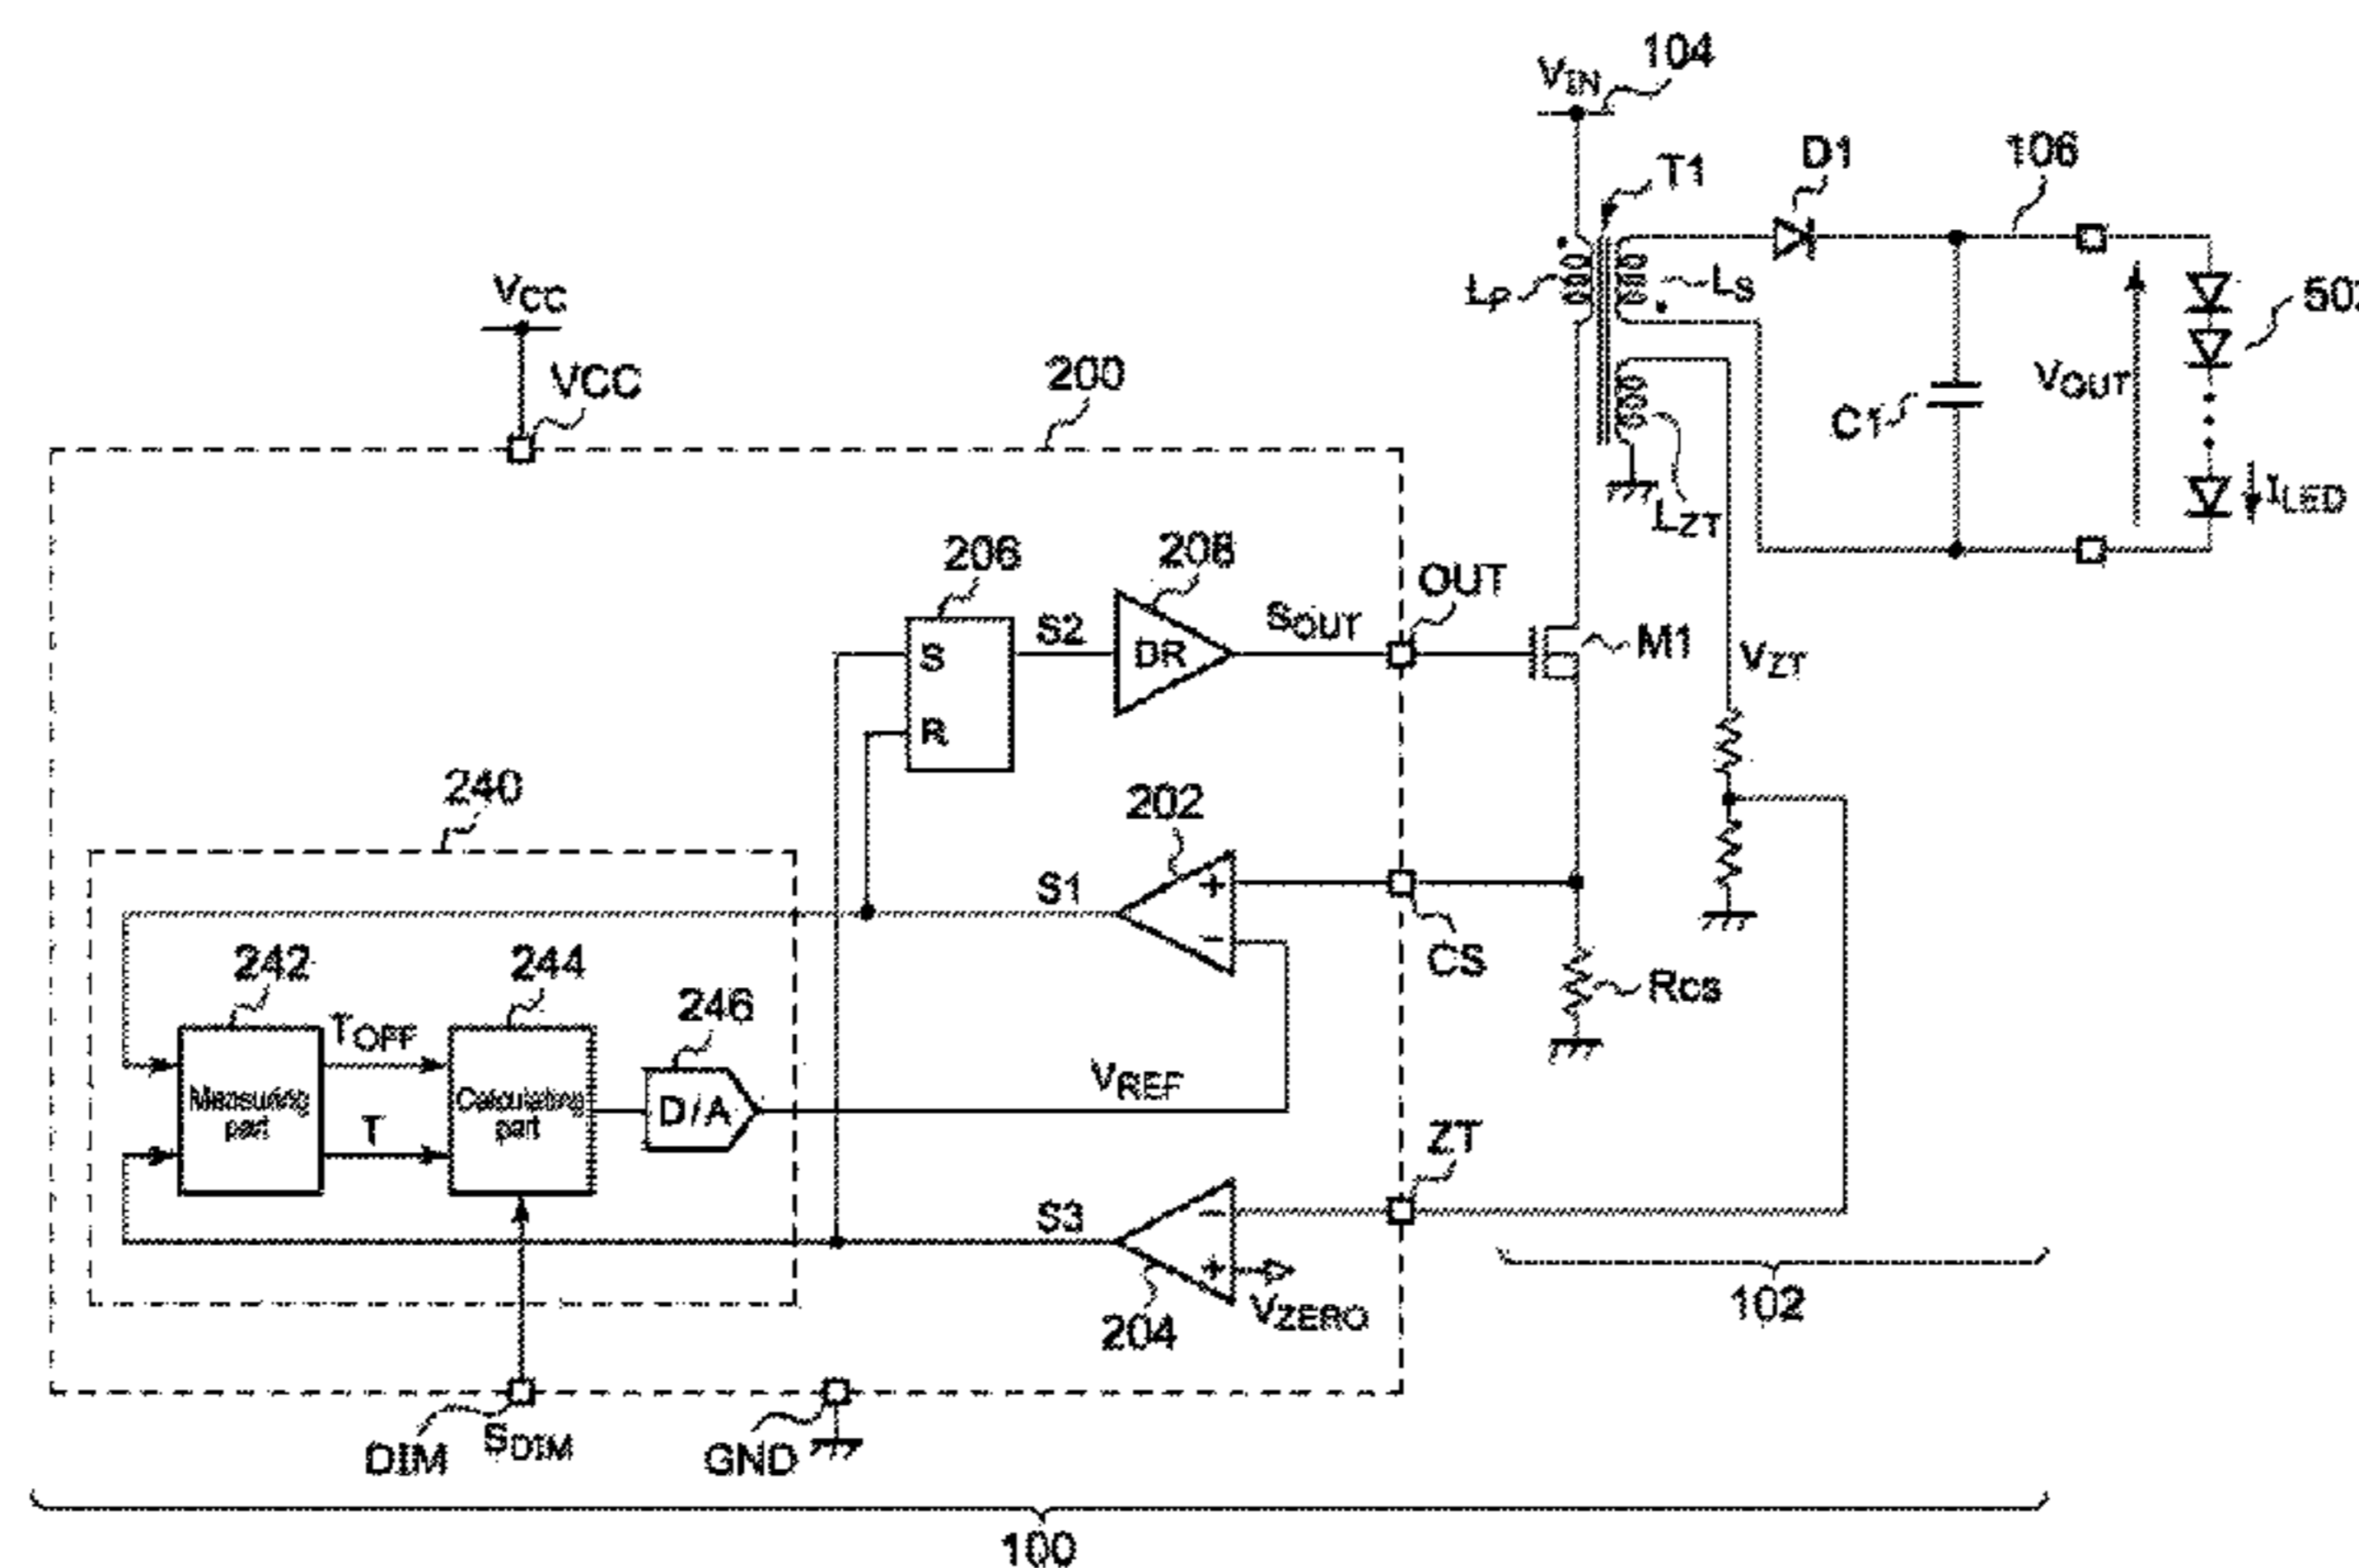 104
VIN
D1
106
T1
LP
LS
VCC
VOUT
C1
200
VCC
ILED
LZT
206
208
OUT
S2
SOUT
S
DR
M1
VZT
R
240
202
+
S1
−
242
244
CS
246
RCS
TOFF
Measuring part
Calculating part
VREF
D/A
T
ZT
S3
−
+
VZERO
102
204
DIM
SDIM
GND
100